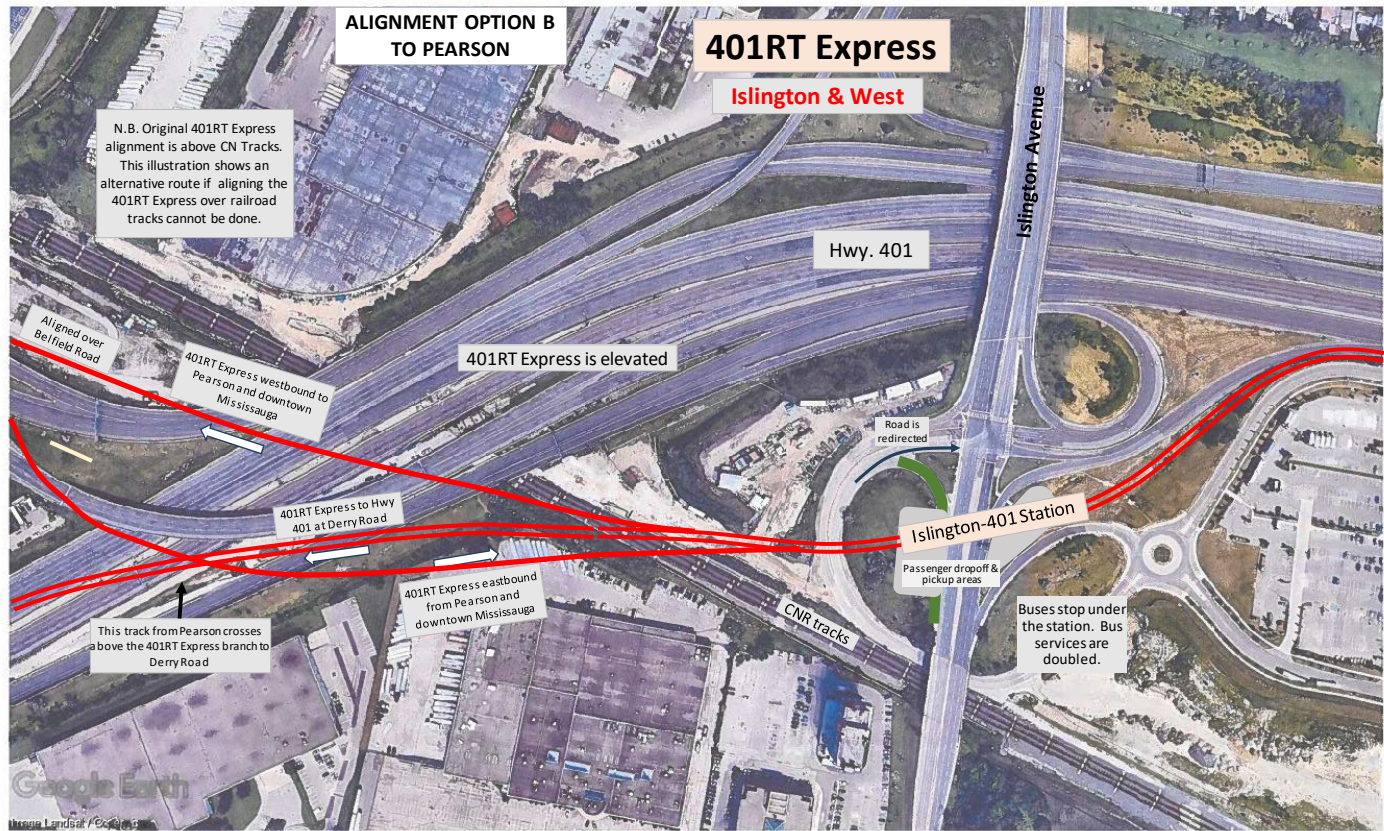 ALIGNMENT OPTION B
TO PEARSON
401RT Express
Islington & West
N.B. Original 401RT Express
alignment is above CN Tracks.
This illustration shows an
alternative route if aligning the
401RT Express over railroad
tracks cannot be done.
Islington Avenue
Hwy. 401
Aligned over
Belfield Road
401RT Express westbound to
Pearson and downtown
Mississauga
401RT Express is elevated
Road is
redirected
401RT Express to Hwy
401 at Derry Road
Islington-401 Station
Passenger dropoff &
pickup areas
401RT Express eastbound
from Pearson and
downtown Mississauga
CNR tracks
Buses stop under
the station. Bus
services are
doubled.
This track from Pearson crosses
above the 401RT Express branch to
Derry Road
Google Earth
Image Landsat / Copernicus